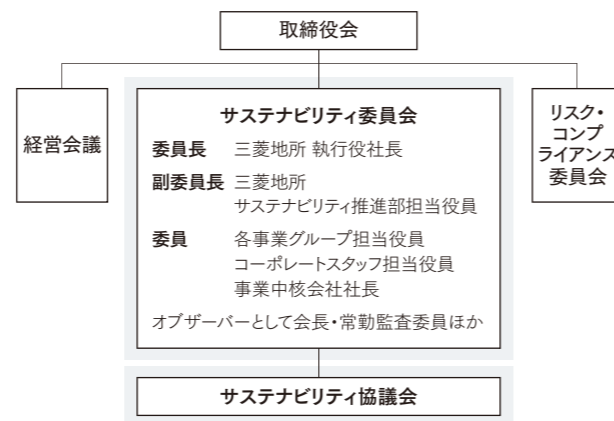 取締役会
経営会議
サステナビリティ委員会
委員長 三菱地所 執行役社長
副委員長 三菱地所
サステナビリティ推進部担当役員
委員 各事業グループ担当役員
コーポレートスタッフ担当役員
事業中核会社社長
オブザーバーとして会長・常勤監査委員ほか
リスク・
コンプ
ライアンス
委員会
サステナビリティ協議会